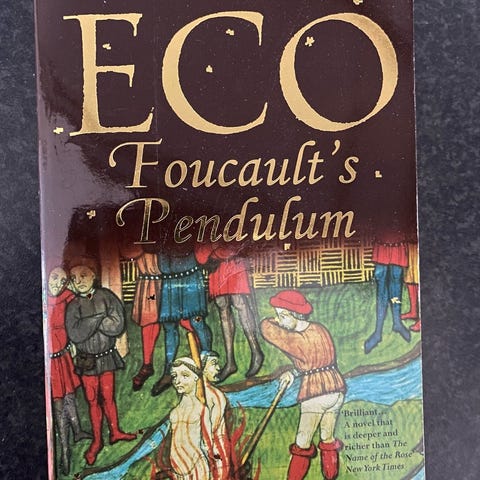 ECO
Foucault's
Pendulum
'Brilliant...
A novel that
is deeper and
richer than The
Name of the Rose'
New York Times